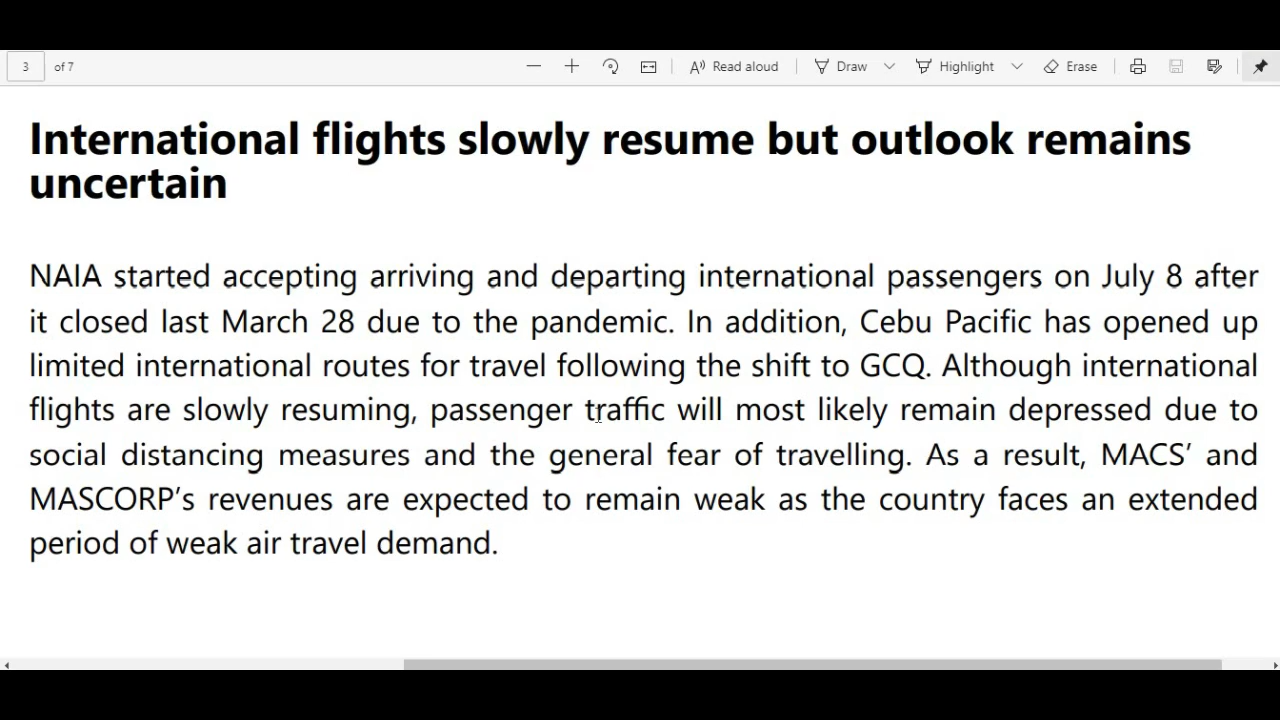 3 of 7 Read aloud Draw Highlight Erase
International flights slowly resume but outlook remains
uncertain
NAIA started accepting arriving and departing international passengers on July 8 after
it closed last March 28 due to the pandemic. In addition, Cebu Pacific has opened up
limited international routes for travel following the shift to GCQ. Although international
flights are slowly resuming, passenger traffic will most likely remain depressed due to
social distancing measures and the general fear of travelling. As a result, MACS’ and
MASCORP’s revenues are expected to remain weak as the country faces an extended
period of weak air travel demand.